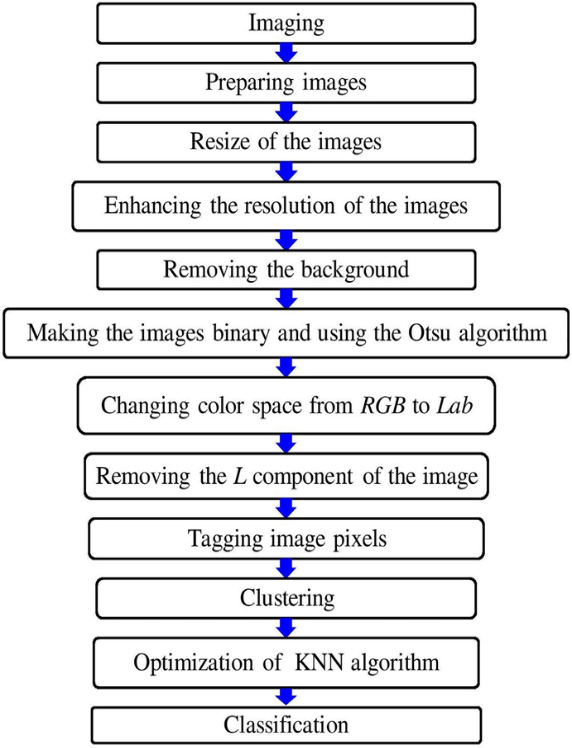 Imaging
Preparing images
Resize of the images
Enhancing the resolution of the images
Removing the background
Making the images binary and using the Otsu algorithm
Changing color space from RGB to Lab
Removing the L component of the image
Tagging image pixels
Clustering
Optimization of KNN algorithm
Classification